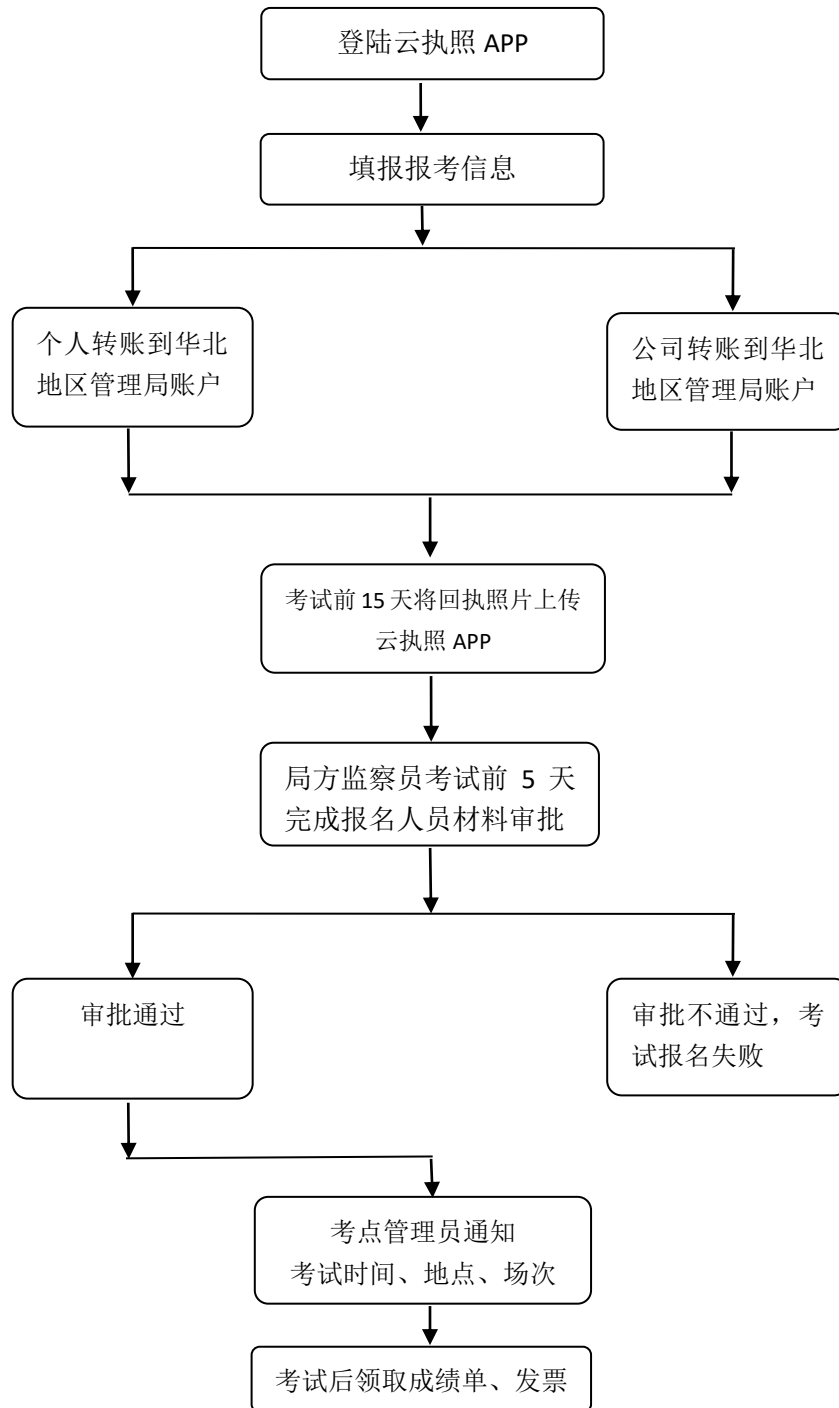 登陆云执照 APP
填报报考信息
个人转账到华北
地区管理局账户
公司转账到华北
地区管理局账户
考试前 15 天将回执照片上传
云执照 APP
局方监察员考试前 5 天
完成报名人员材料审批
审批通过
审批不通过，考
试报名失败
考点管理员通知
考试时间、地点、场次
考试后领取成绩单、发票